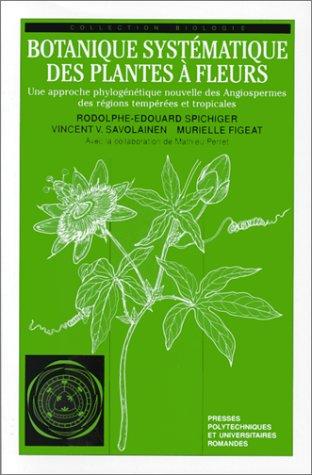 COLLECTION BIOLOGIE
BOTANIQUE SYSTÉMATIQUE
DES PLANTES À FLEURS
Une approche phylogénétique nouvelle des Angiospermes
des régions tempérées et tropicales
RODOLPHE-EDOUARD SPICHIGER
VINCENT V. SAVOLAINEN MURIELLE FIGEAT
Avec la collaboration de Mathieu Perret
PRESSES
POLYTECHNIQUES
ET UNIVERSITAIRES
ROMANDES